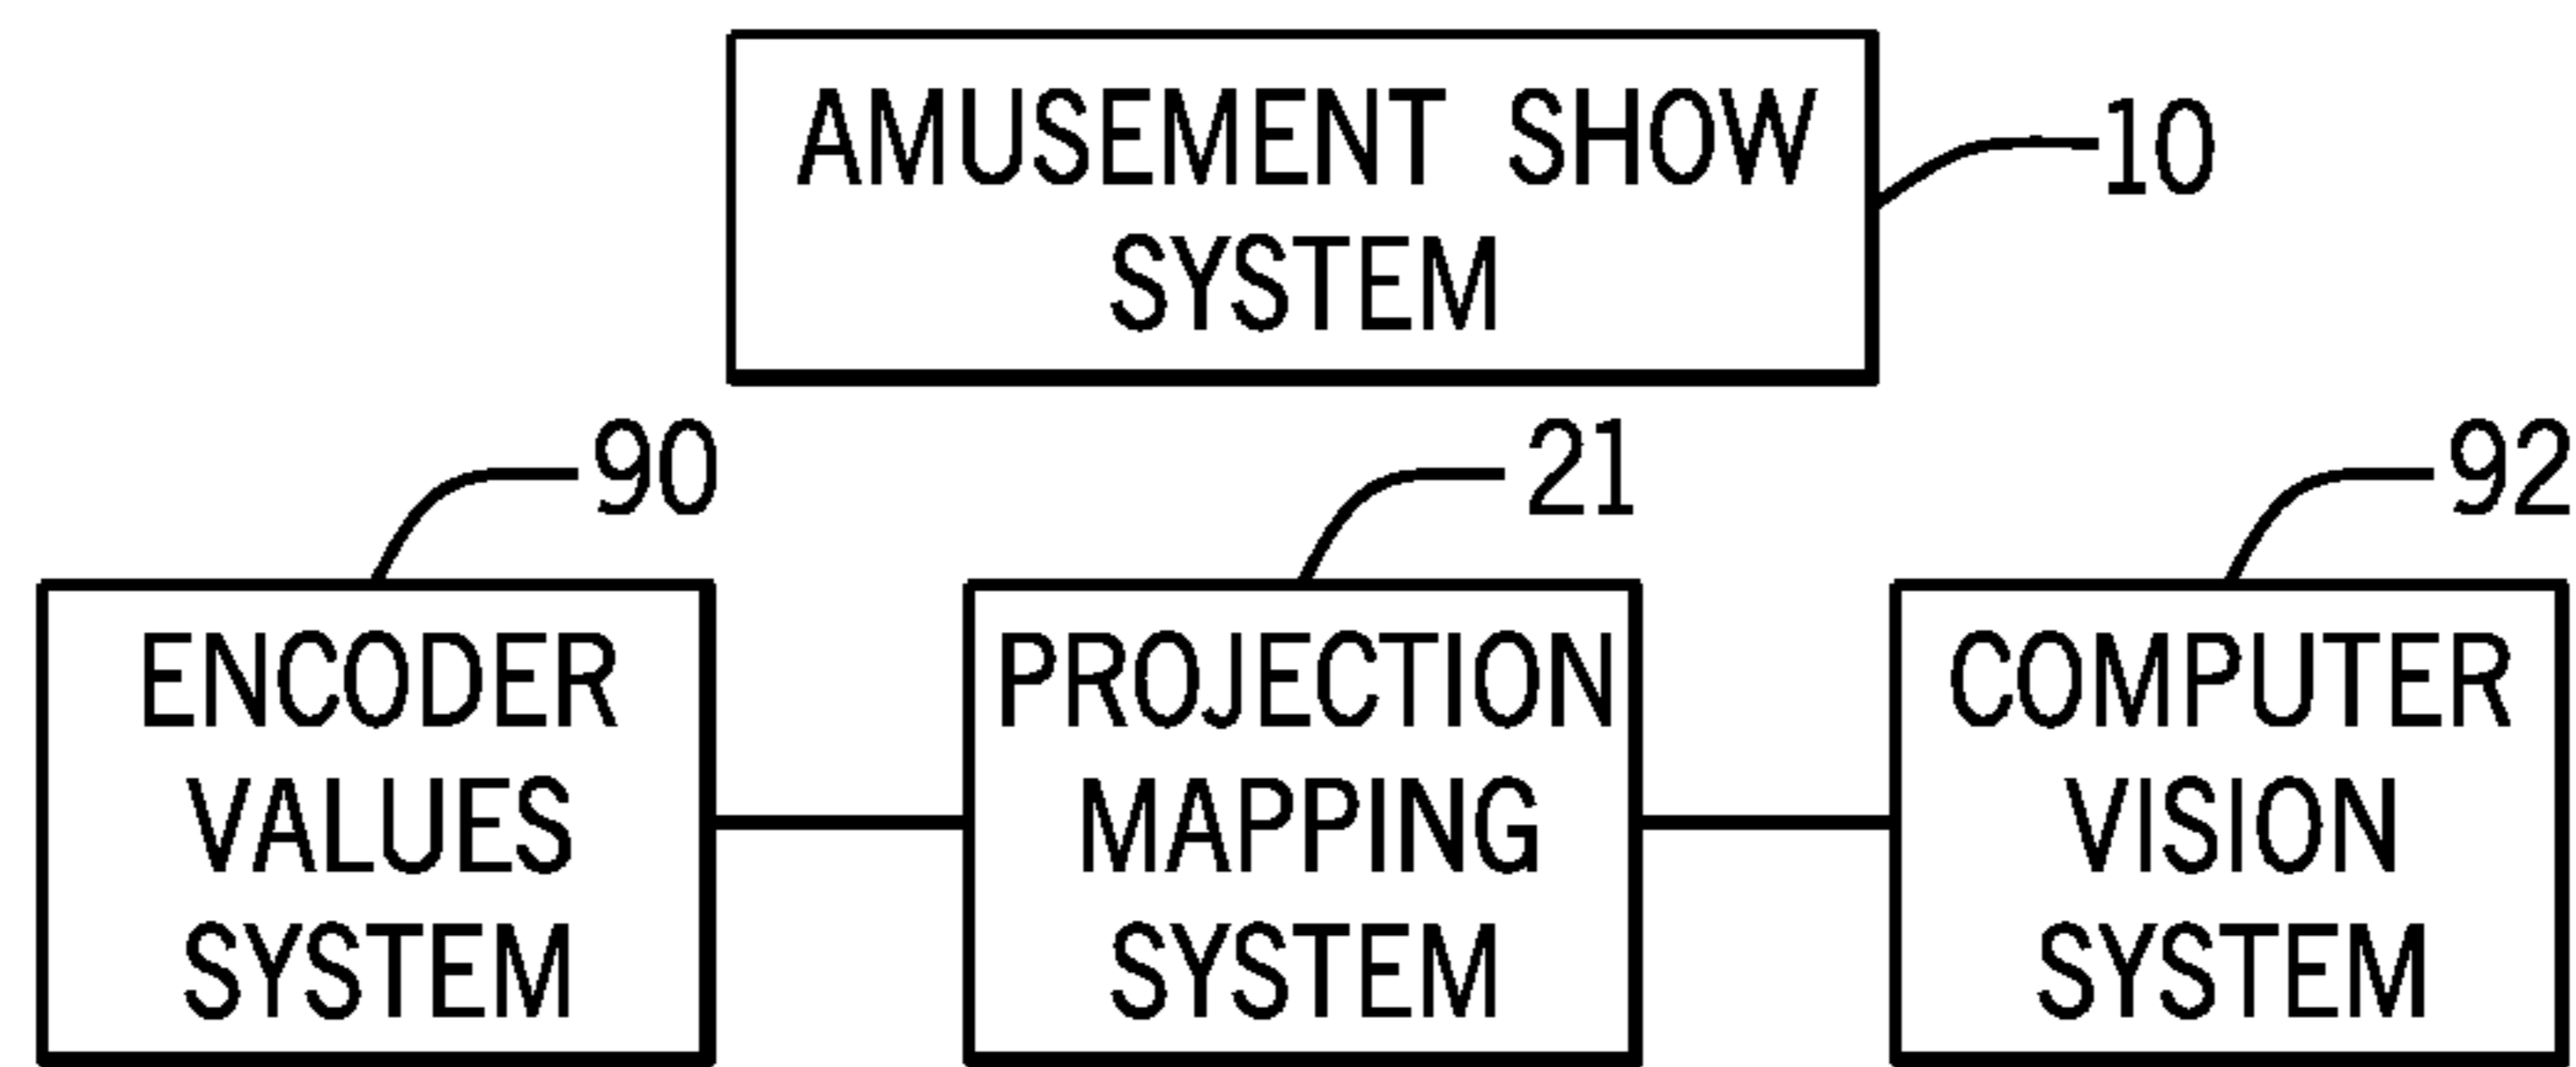 AMUSEMENT SHOW
SYSTEM
10
90
21
92
ENCODER
VALUES
SYSTEM
PROJECTION
MAPPING
SYSTEM
COMPUTER
VISION
SYSTEM